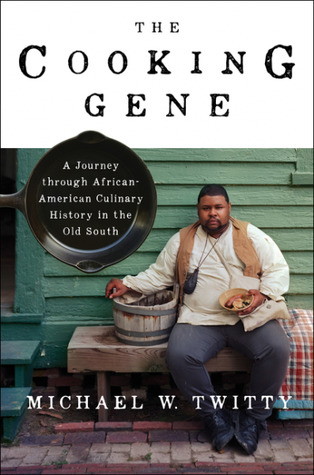 THE
COOKING
GENE
A Journey
through African-
American Culinary
History in the
Old South
MICHAEL W. TWITTY